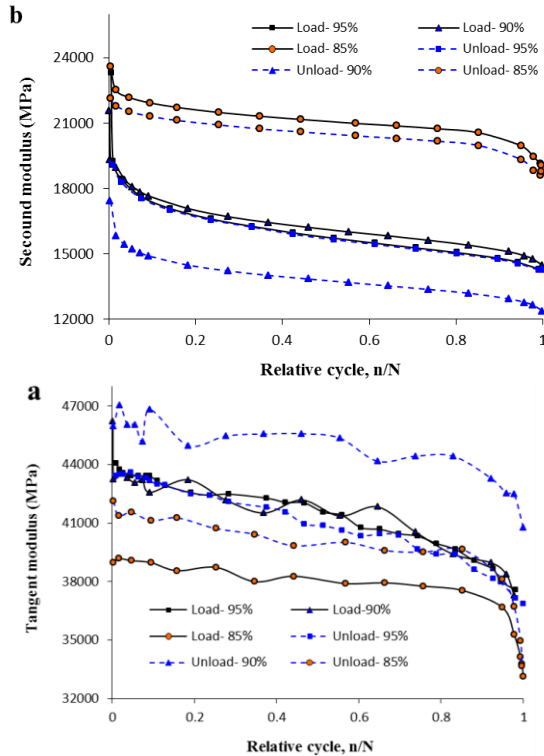 b
Load- 95% Load- 90%
Load- 85% Unload- 95%
Unload- 90% Unload- 85%
24000
21000
18000
15000
12000
Secound modulus (MPa)
0 0.2 0.4 0.6 0.8 1
Relative cycle, n/N
a
47000
44000
41000
38000
35000
32000
Tangent modulus (MPa)
Load- 95% Load-90%
Load- 85% Unload- 95%
Unload- 90% Unload- 85%
0 0.2 0.4 0.6 0.8 1
Relative cycle, n/N